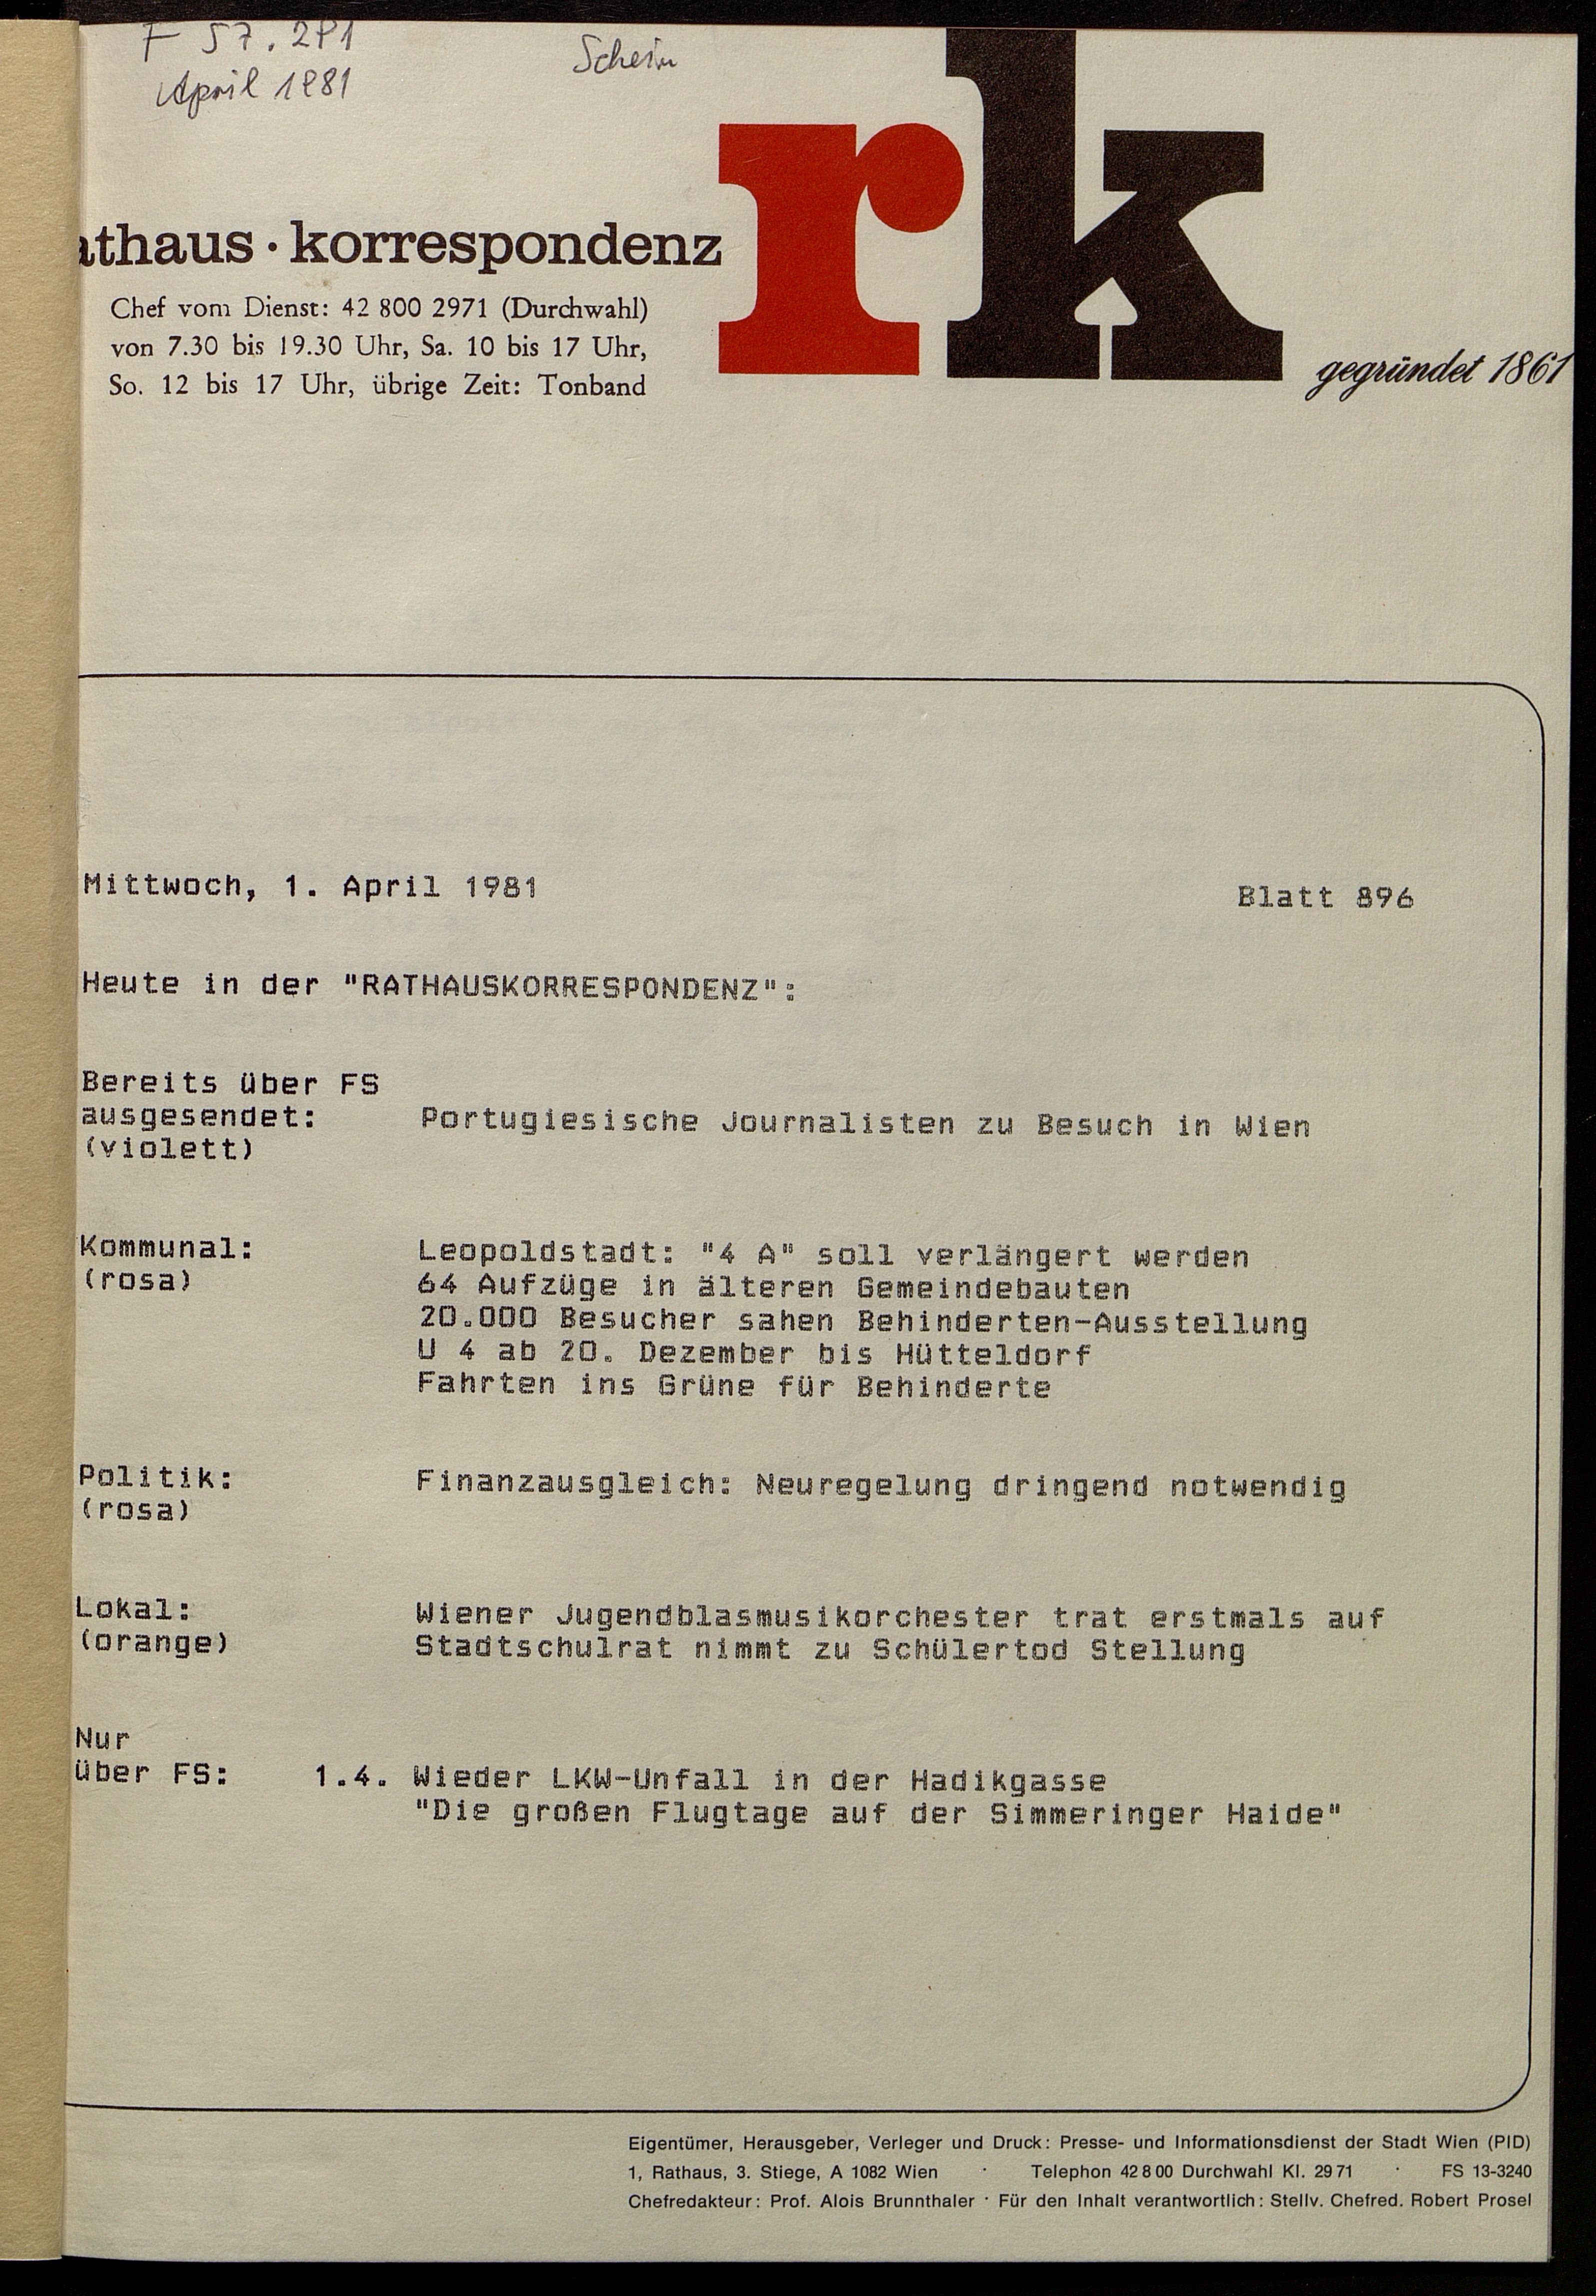 F 57.281
April 1981
Schein
rk
athaus · korrespondenz
Chef vom Dienst: 42 800 2971 (Durchwahl)
von 7.30 bis 19.30 Uhr, Sa. 10 bis 17 Uhr,
So. 12 bis 17 Uhr, übrige Zeit: Tonband
gegründet 1861
Mittwoch, 1. April 1981 Blatt 896
Heute in der "RATHAUSKORRESPONDENZ":
Bereits über FS
ausgesendet: Portugiesische Journalisten zu Besuch in Wien
(violett)
Kommunal: Leopoldstadt: "4 A" soll verlängert werden
(rosa) 64 Aufzüge in älteren Gemeindebauten
20.000 Besucher sahen Behinderten-Ausstellung
U 4 ab 20. Dezember bis Hütteldorf
Fahrten ins Grüne für Behinderte
Politik: Finanzausgleich: Neuregelung dringend notwendig
(rosa)
Lokal: Wiener Jugendblasmusikorchester trat erstmals auf
(orange) Stadtschulrat nimmt zu Schülertod Stellung
Nur
über FS: 1.4. Wieder LKW-Unfall in der Hadikgasse
"Die großen Flugtage auf der Simmeringer Haide"
Eigentümer, Herausgeber, Verleger und Druck: Presse- und Informationsdienst der Stadt Wien (PID)
1, Rathaus, 3. Stiege, A 1082 Wien · Telephon 42 8 00 Durchwahl Kl. 29 71 · FS 13-3240
Chefredakteur: Prof. Alois Brunnthaler · Für den Inhalt verantwortlich: Stellv. Chefred. Robert Prosel